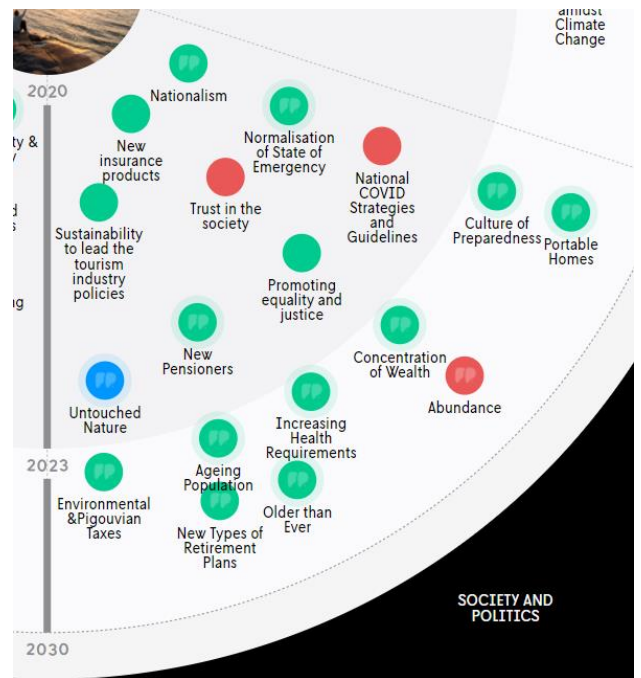 amidst
Climate
Change
2020
Nationalism
ty &
New
insurance
products
Normalisation
of State of
Emergency
National
COVID
Strategies
and
Guidelines
Trust in the
society
Culture of
Preparedness
Portable
Homes
Sustainability
to lead the
tourism
industry
policies
Promoting
equality and
justice
ng
New
Pensioners
Concentration
of Wealth
Abundance
Untouched
Nature
Increasing
Health
Requirements
2023
Ageing
Population
Environmental
&Pigouvian
Taxes
New Types of
Retirement
Plans
Older than
Ever
SOCIETY AND
POLITICS
2030